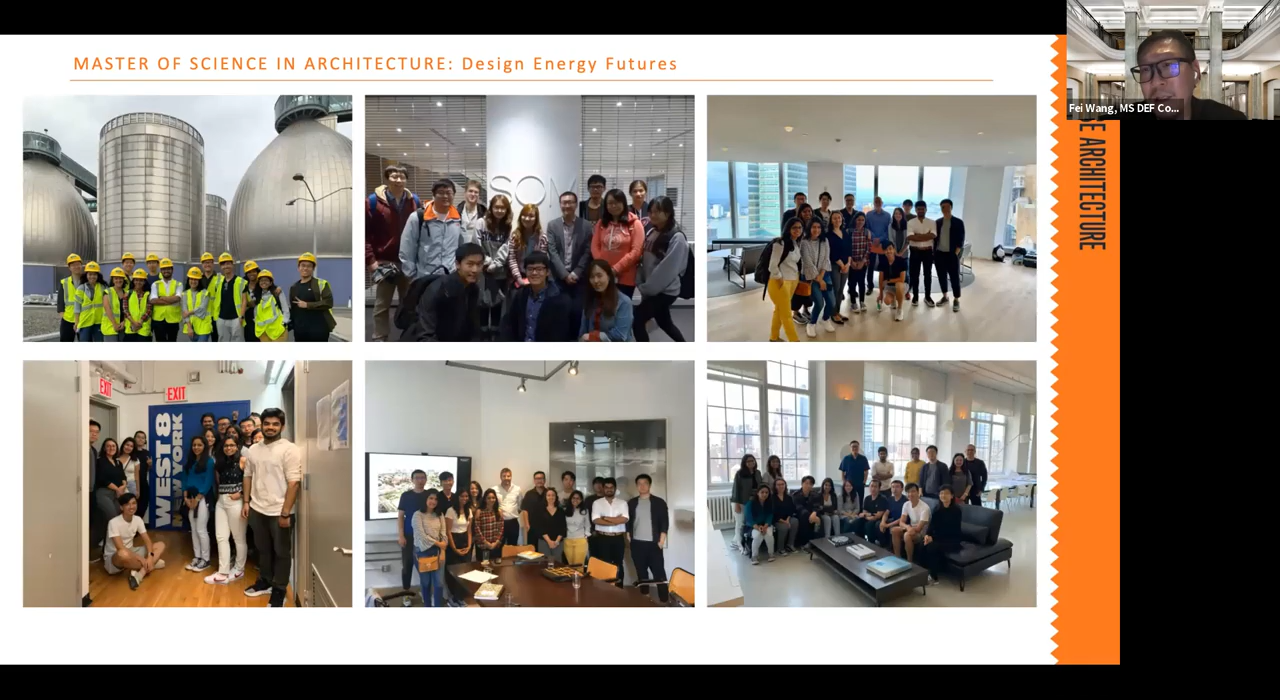 MASTER OF SCIENCE IN ARCHITECTURE: Design Energy Futures
Fei Wang, MS DEF Co...
ARCHITECTURE
SOM
EXIT
EXIT
WEST 8
NEW YORK